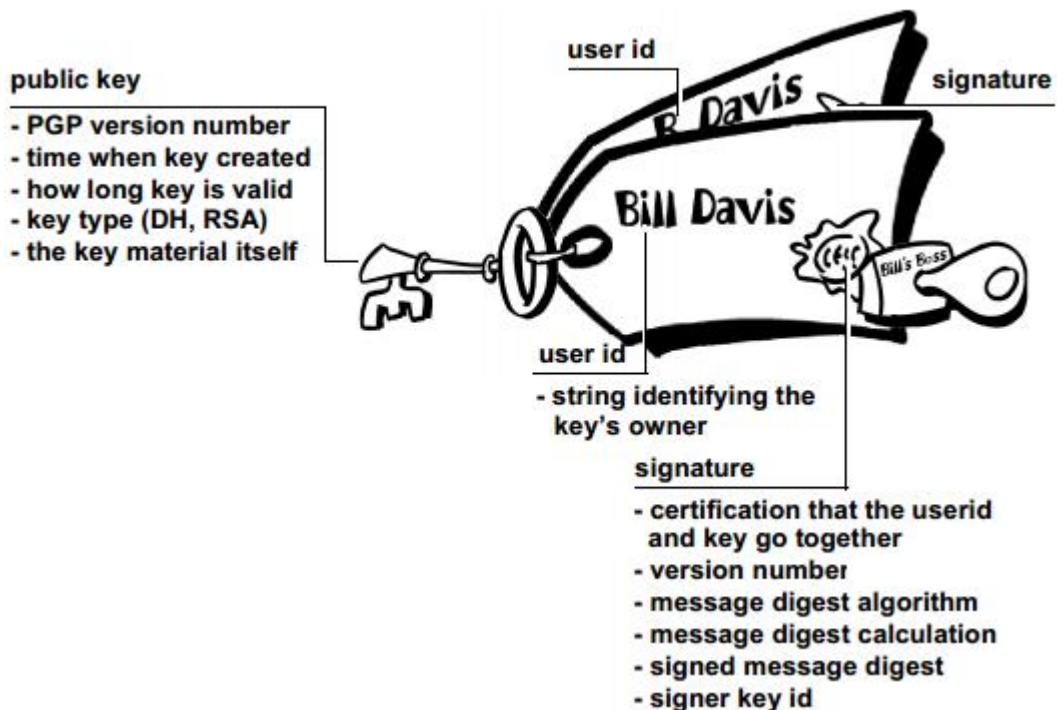 user id
public key
signature
- PGP version number
- time when key created
- how long key is valid
- key type (DH, RSA)
- the key material itself
B. Davis
Bill Davis
Bill's Boss
user id
- string identifying the
key's owner
signature
- certification that the userid
and key go together
- version number
- message digest algorithm
- message digest calculation
- signed message digest
- signer key id